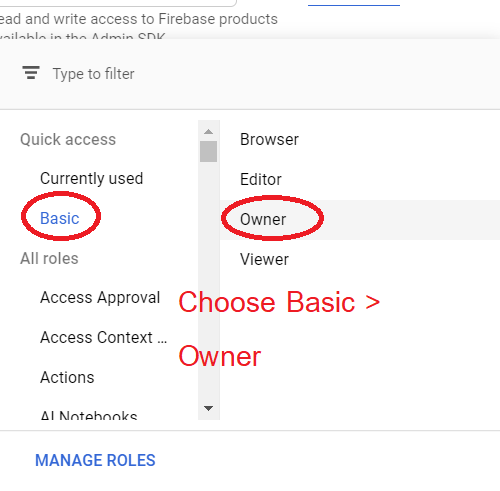 ead and write access to Firebase products
vailable in the Admin SDK
Type to filter
Quick access
Currently used
Basic
All roles
Access Approval
Access Context ...
Actions
AI Notebooks
Browser
Editor
Owner
Viewer
Choose Basic >
Owner
MANAGE ROLES